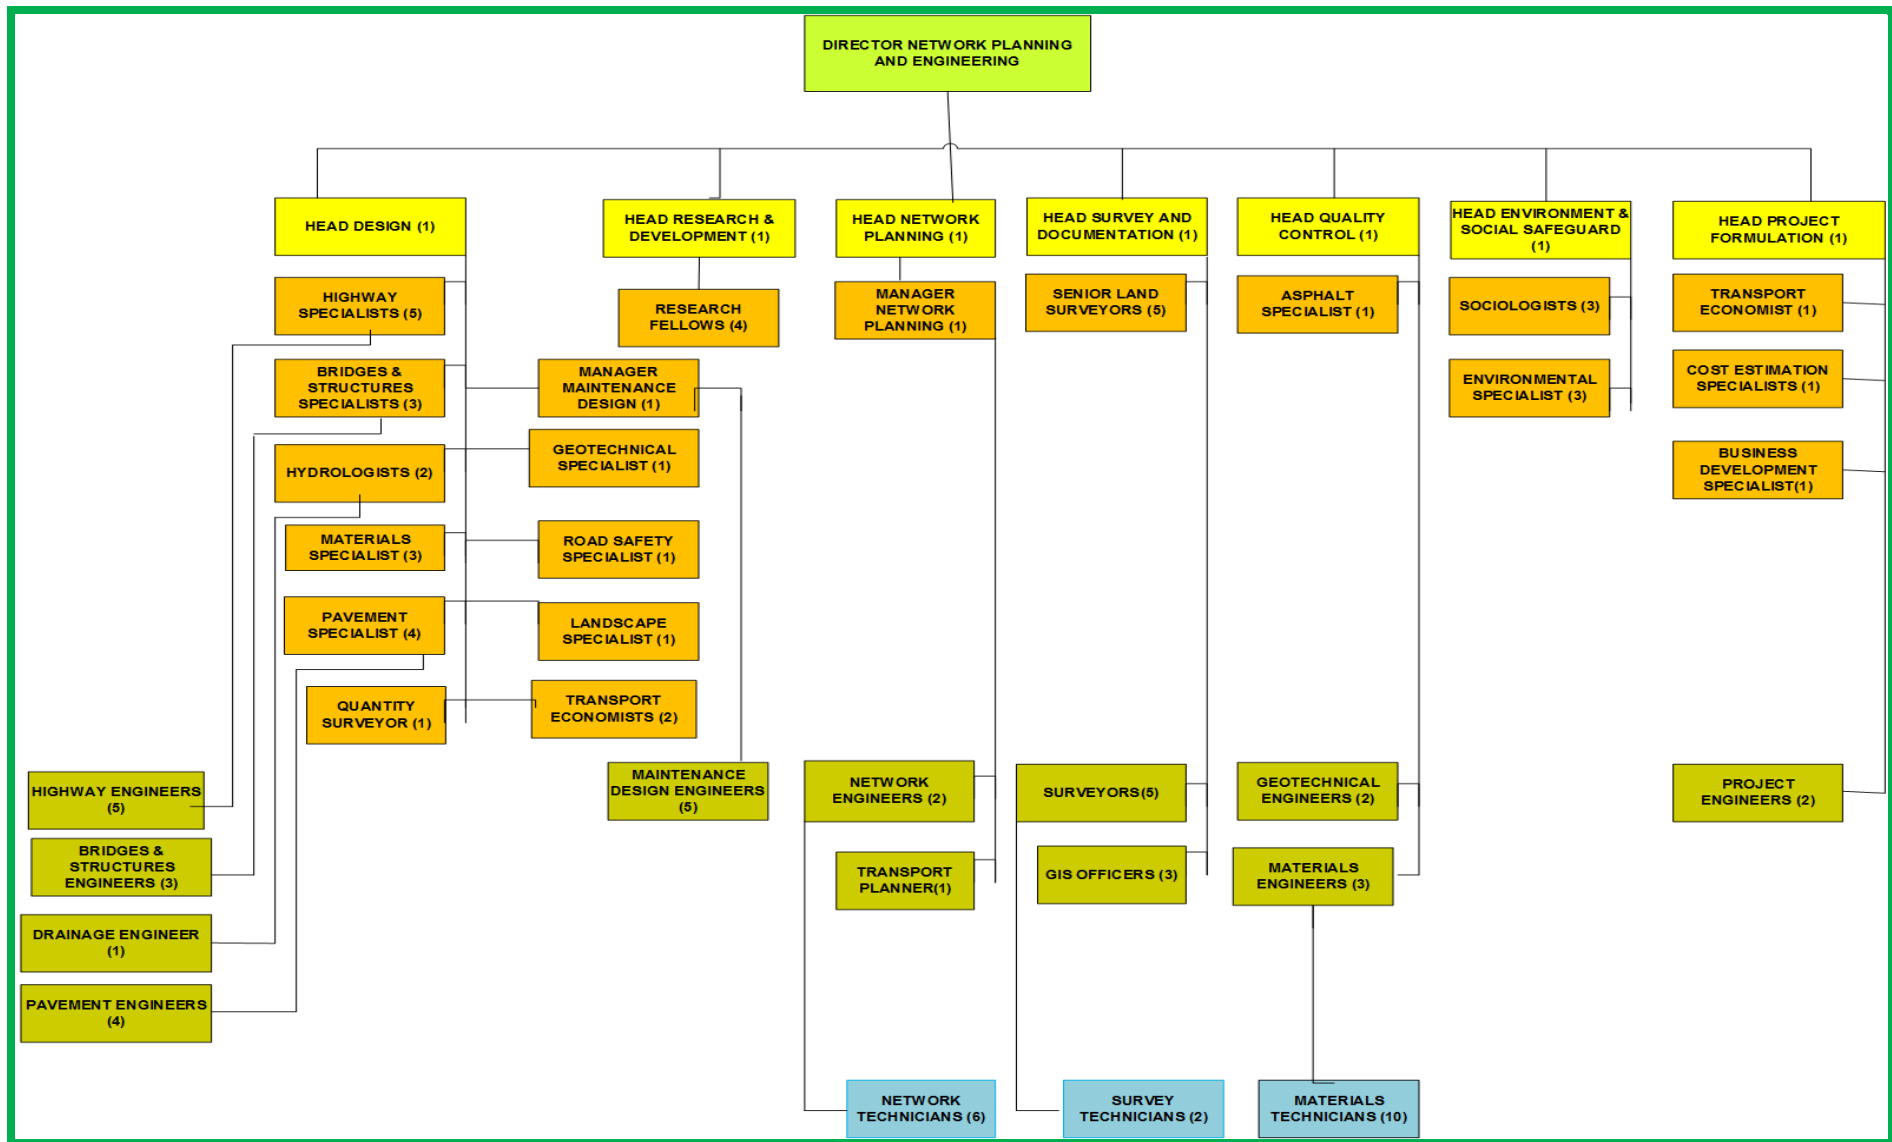 DIRECTOR NETWORK PLANNING
AND ENGINEERING
HEAD DESIGN (1)
HEAD RESEARCH &
DEVELOPMENT (1)
HEAD NETWORK
PLANNING (1)
HEAD SURVEY AND
DOCUMENTATION (1)
HEAD QUALITY
CONTROL (1)
HEAD ENVIRONMENT &
SOCIAL SAFEGUARD
(1)
HEAD PROJECT
FORMULATION (1)
HIGHWAY
SPECIALISTS (5)
RESEARCH
FELLOWS (4)
MANAGER
NETWORK
PLANNING (1)
SENIOR LAND
SURVEYORS (5)
ASPHALT
SPECIALIST (1)
SOCIOLOGISTS (3)
TRANSPORT
ECONOMIST (1)
BRIDGES &
STRUCTURES
SPECIALISTS (3)
MANAGER
MAINTENANCE
DESIGN (1)
ENVIRONMENTAL
SPECIALIST (3)
COST ESTIMATION
SPECIALISTS (1)
HYDROLOGISTS (2)
GEOTECHNICAL
SPECIALIST (1)
BUSINESS
DEVELOPMENT
SPECIALIST(1)
MATERIALS
SPECIALIST (3)
ROAD SAFETY
SPECIALIST (1)
PAVEMENT
SPECIALIST (4)
LANDSCAPE
SPECIALIST (1)
QUANTITY
SURVEYOR (1)
TRANSPORT
ECONOMISTS (2)
HIGHWAY ENGINEERS
(5)
MAINTENANCE
DESIGN ENGINEERS
(5)
NETWORK
ENGINEERS (2)
SURVEYORS(5)
GEOTECHNICAL
ENGINEERS (2)
PROJECT
ENGINEERS (2)
BRIDGES &
STRUCTURES
ENGINEERS (3)
TRANSPORT
PLANNER(1)
GIS OFFICERS (3)
MATERIALS
ENGINEERS (3)
DRAINAGE ENGINEER
(1)
PAVEMENT ENGINEERS
(4)
NETWORK
TECHNICIANS (6)
SURVEY
TECHNICIANS (2)
MATERIALS
TECHNICIANS (10)